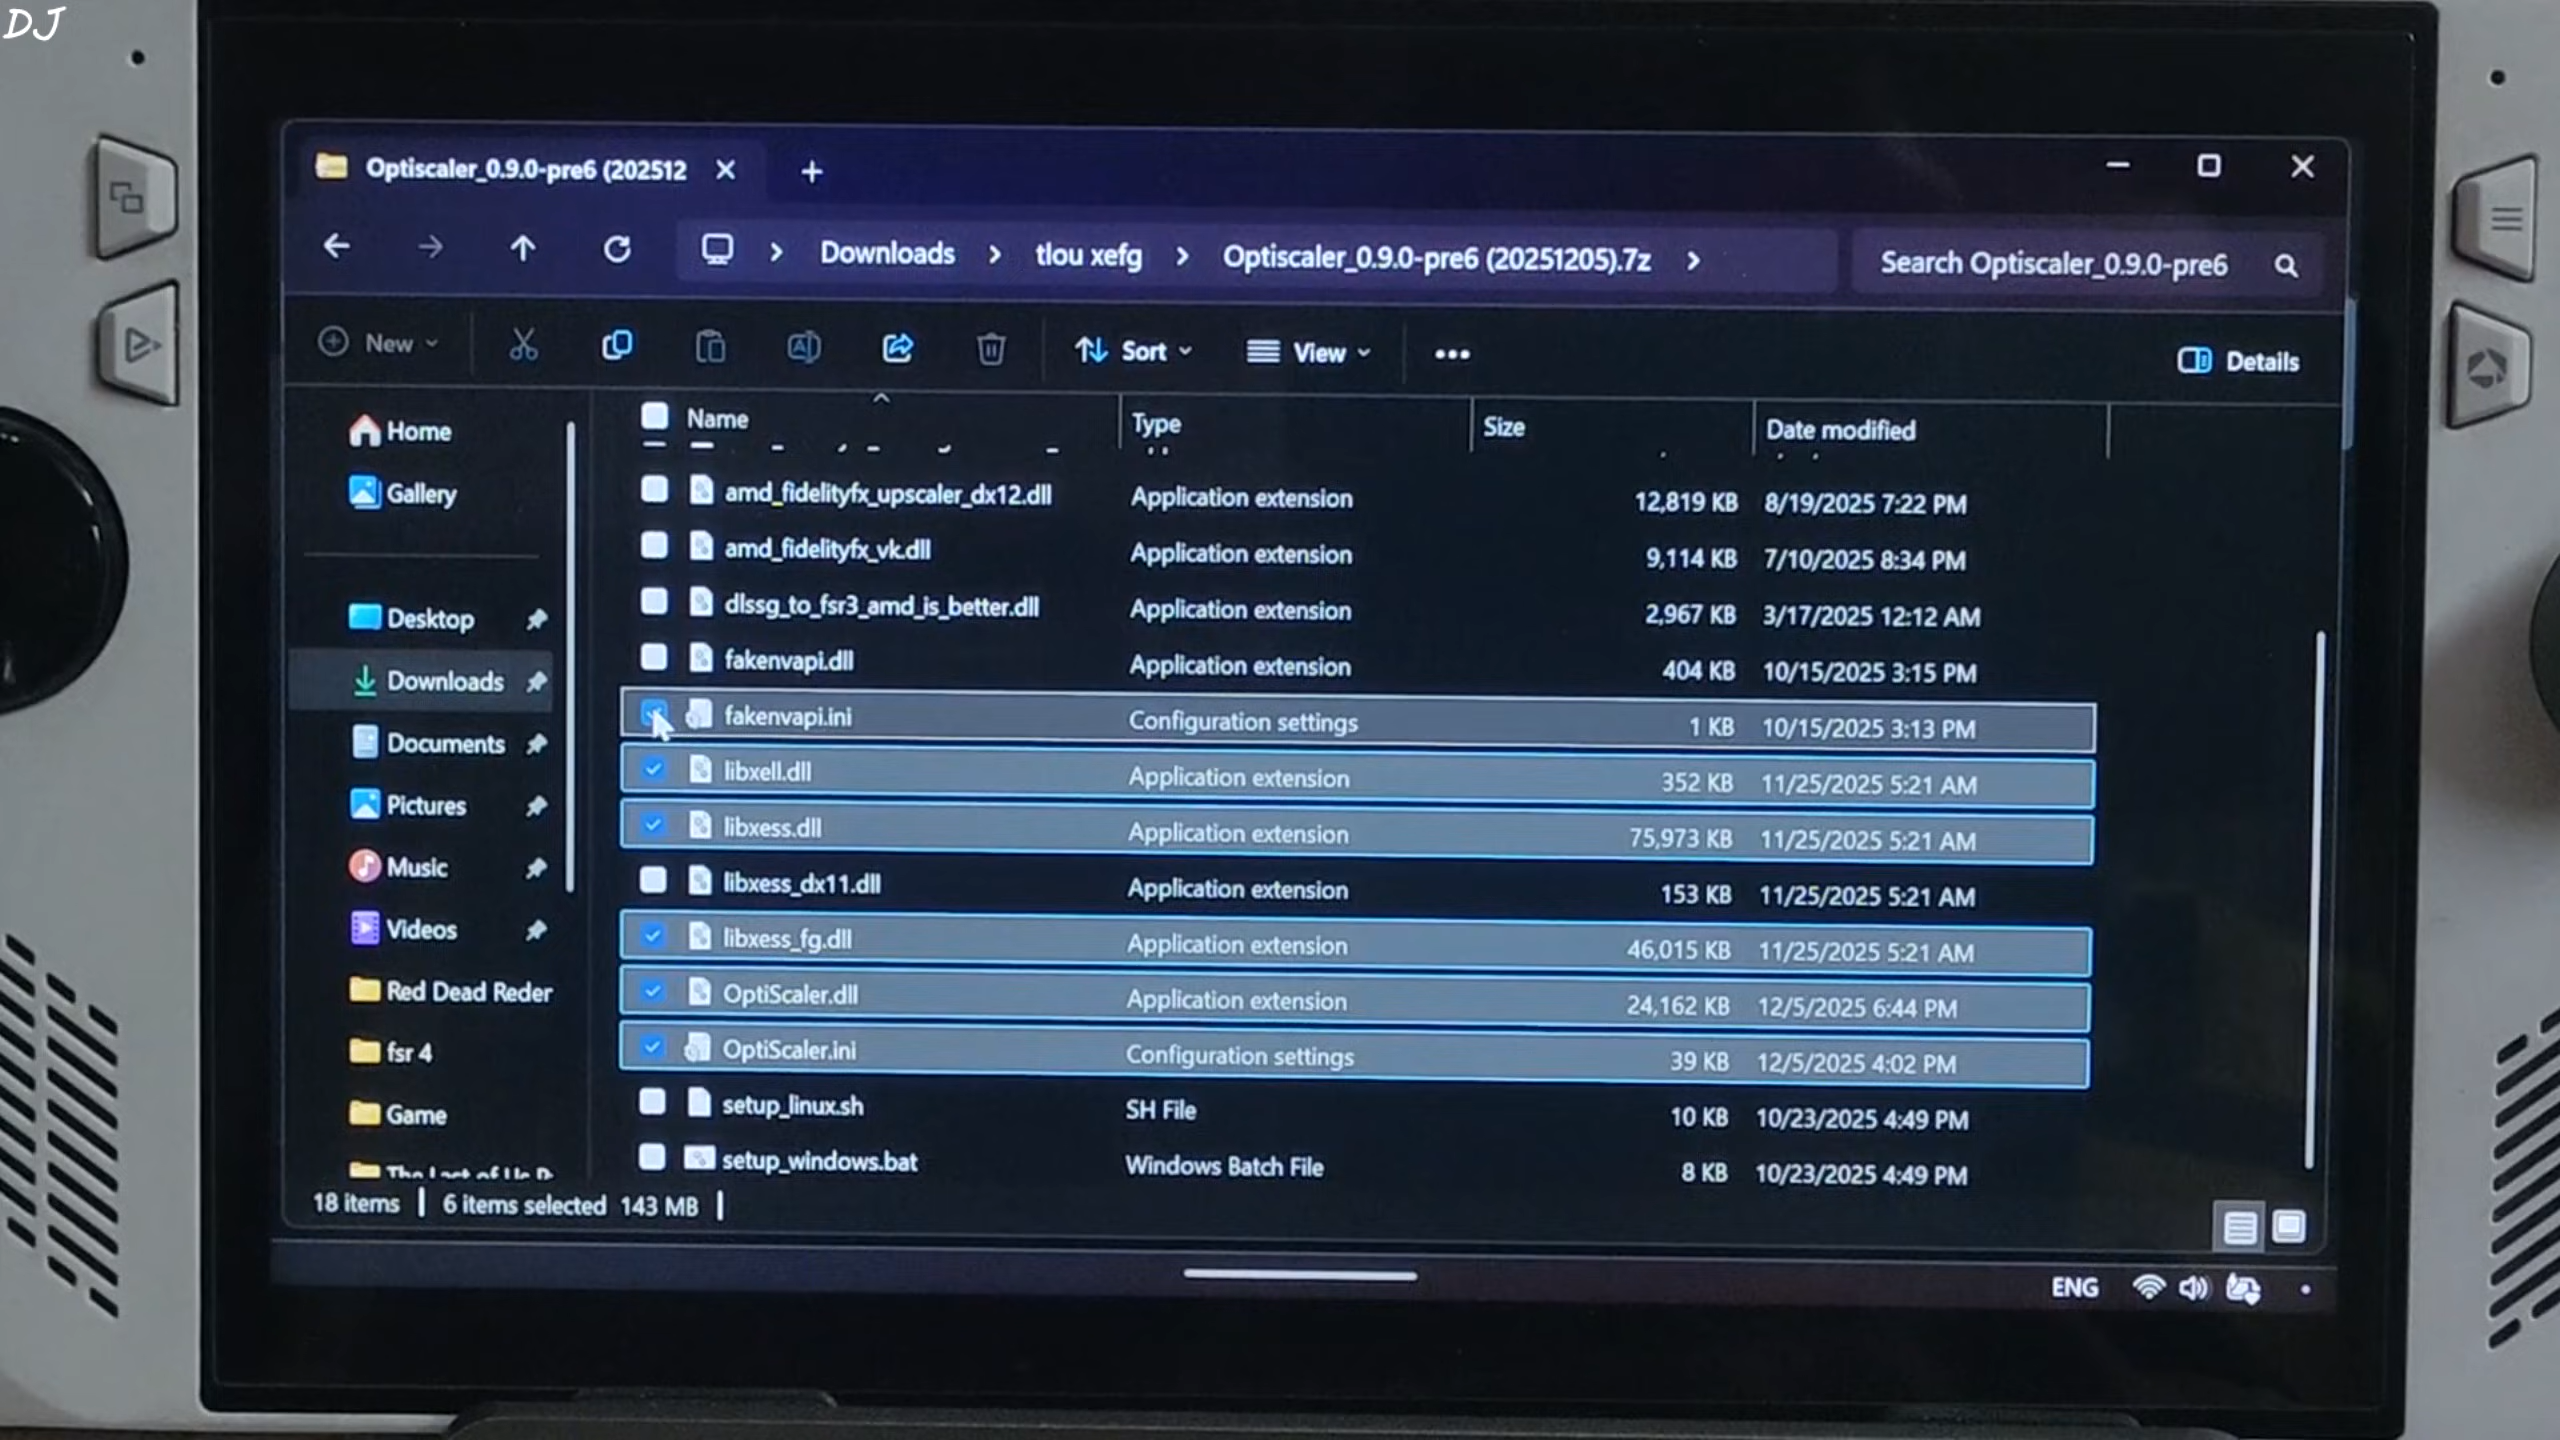 DJ
Optiscaler_0.9.0-pre6 (202512
Downloads > tlou xefg > Optiscaler_0.9.0-pre6 (20251205).7z >
Search Optiscaler_0.9.0-pre6
New
Sort
View
Details
Name Type Size Date modified
Home
Gallery
Desktop
Downloads
Documents
Pictures
Music
Videos
Red Dead Reder
fsr 4
Game
The Last of Us P
amd_fidelityfx_upscaler_dx12.dll Application extension 12,819 KB 8/19/2025 7:22 PM
amd_fidelityfx_vk.dll Application extension 9,114 KB 7/10/2025 8:34 PM
dlssg_to_fsr3_amd_is_better.dll Application extension 2,967 KB 3/17/2025 12:12 AM
fakenvapi.dll Application extension 404 KB 10/15/2025 3:15 PM
fakenvapi.ini Configuration settings 1 KB 10/15/2025 3:13 PM
libxell.dll Application extension 352 KB 11/25/2025 5:21 AM
libxess.dll Application extension 75,973 KB 11/25/2025 5:21 AM
libxess_dx11.dll Application extension 153 KB 11/25/2025 5:21 AM
libxess_fg.dll Application extension 46,015 KB 11/25/2025 5:21 AM
OptiScaler.dll Application extension 24,162 KB 12/5/2025 6:44 PM
OptiScaler.ini Configuration settings 39 KB 12/5/2025 4:02 PM
setup_linux.sh SH File 10 KB 10/23/2025 4:49 PM
setup_windows.bat Windows Batch File 8 KB 10/23/2025 4:49 PM
18 items | 6 items selected 143 MB |
ENG